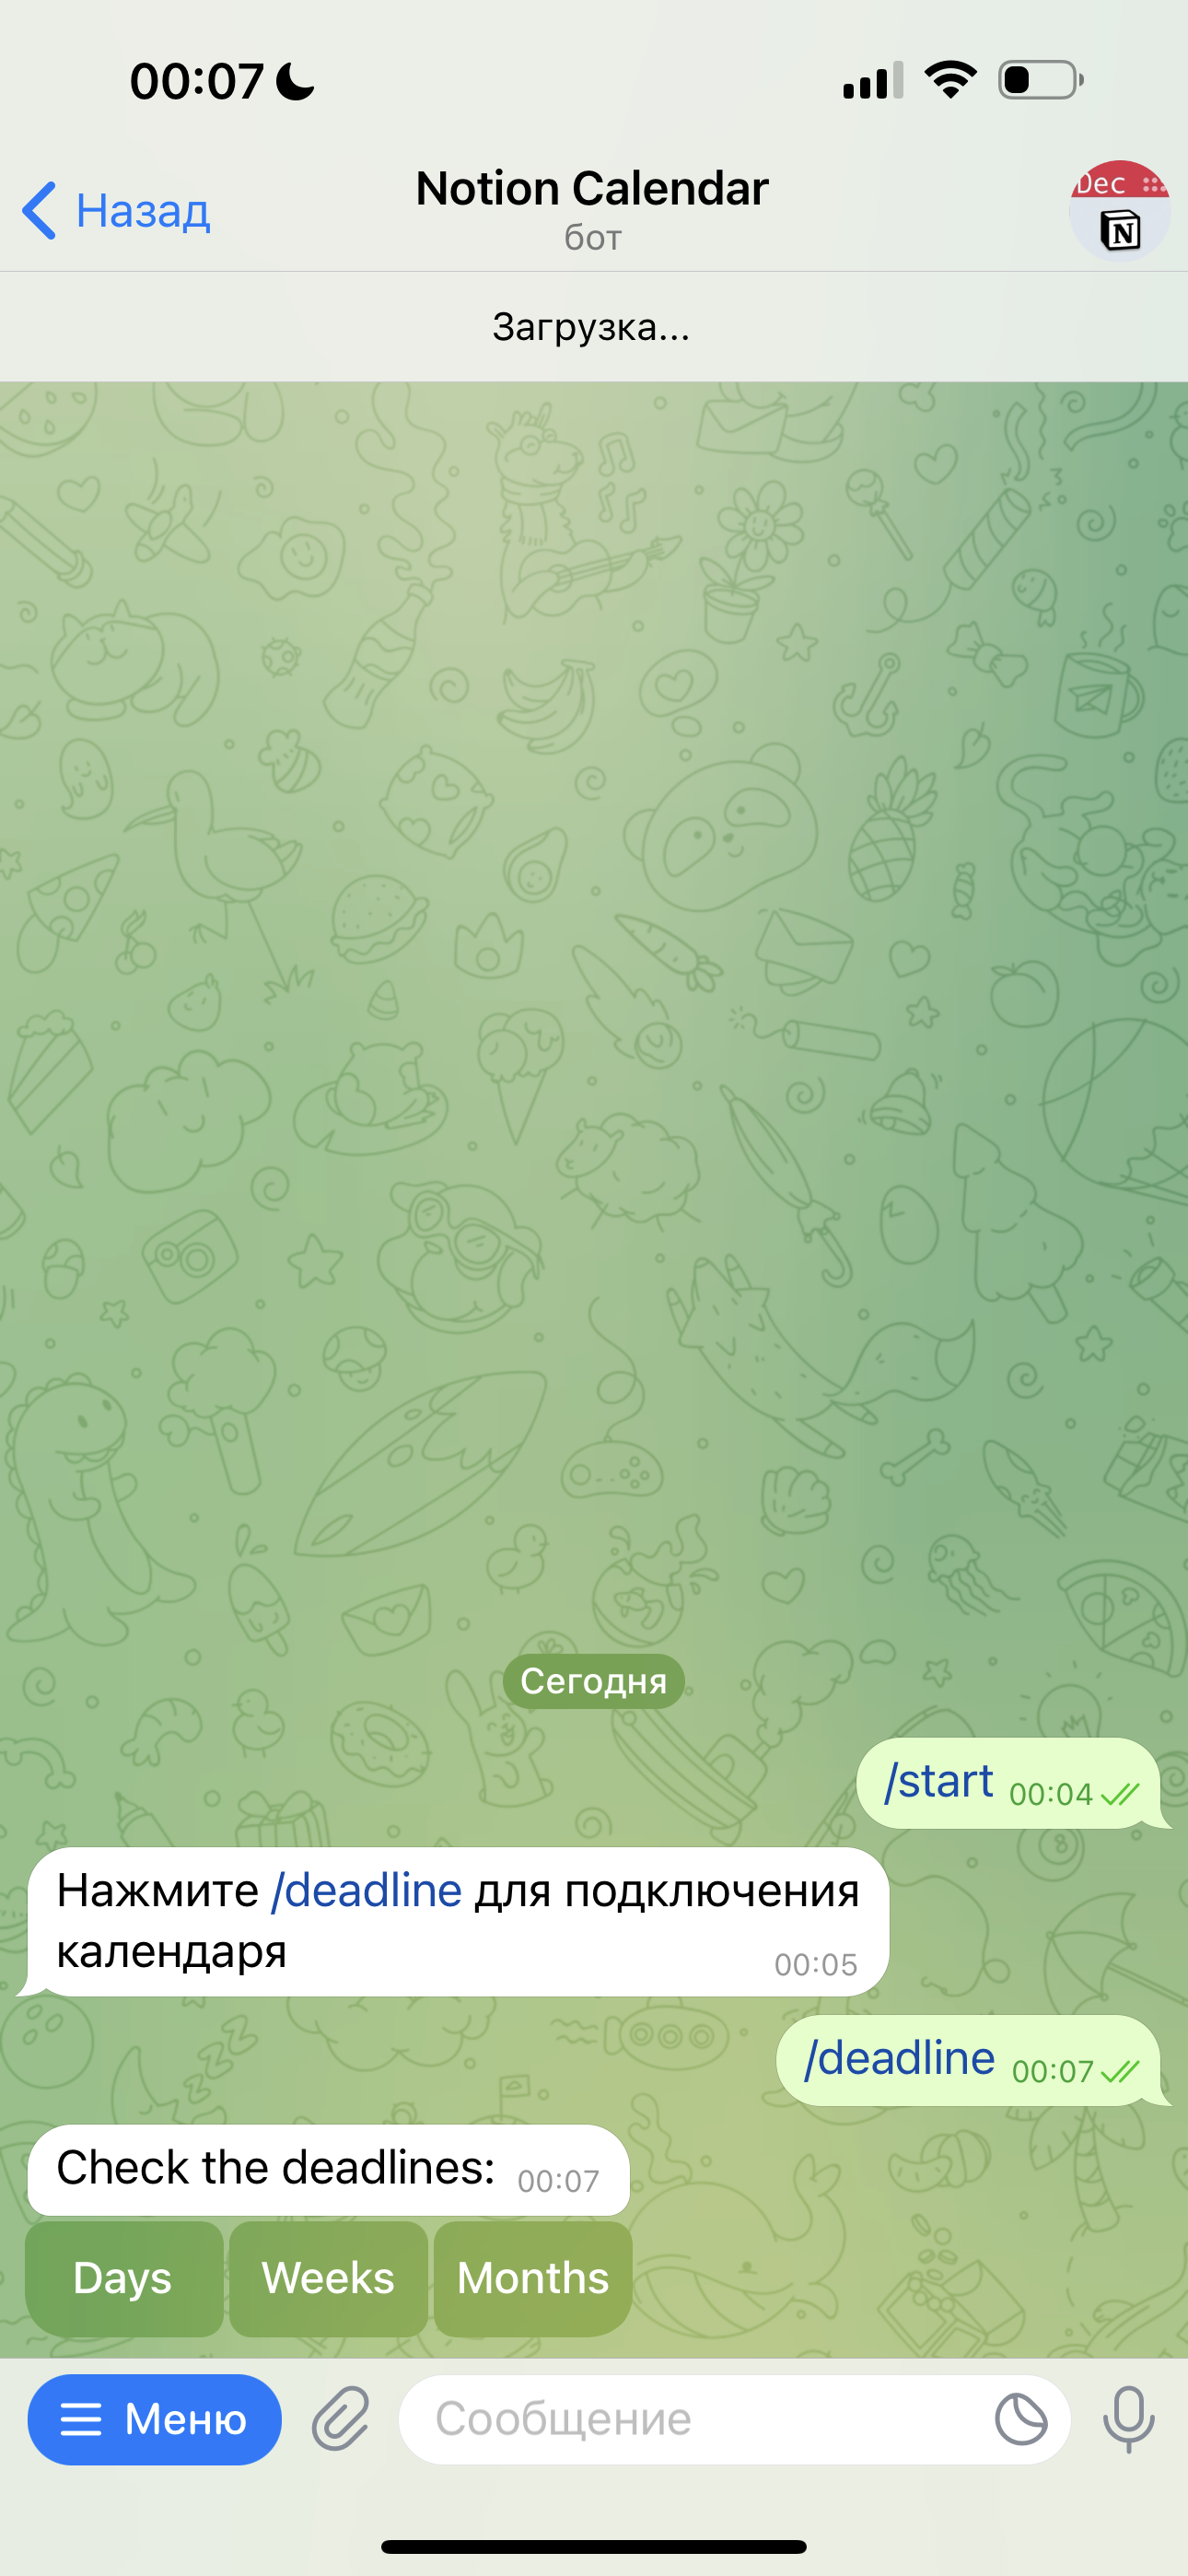 00:07
Назад
Notion Calendar
бот
Dec
N
Загрузка...
Сегодня
/start 00:04
Нажмите /deadline для подключения
календаря 00:05
/deadline 00:07
Check the deadlines: 00:07
Days Weeks Months
Меню Сообщение